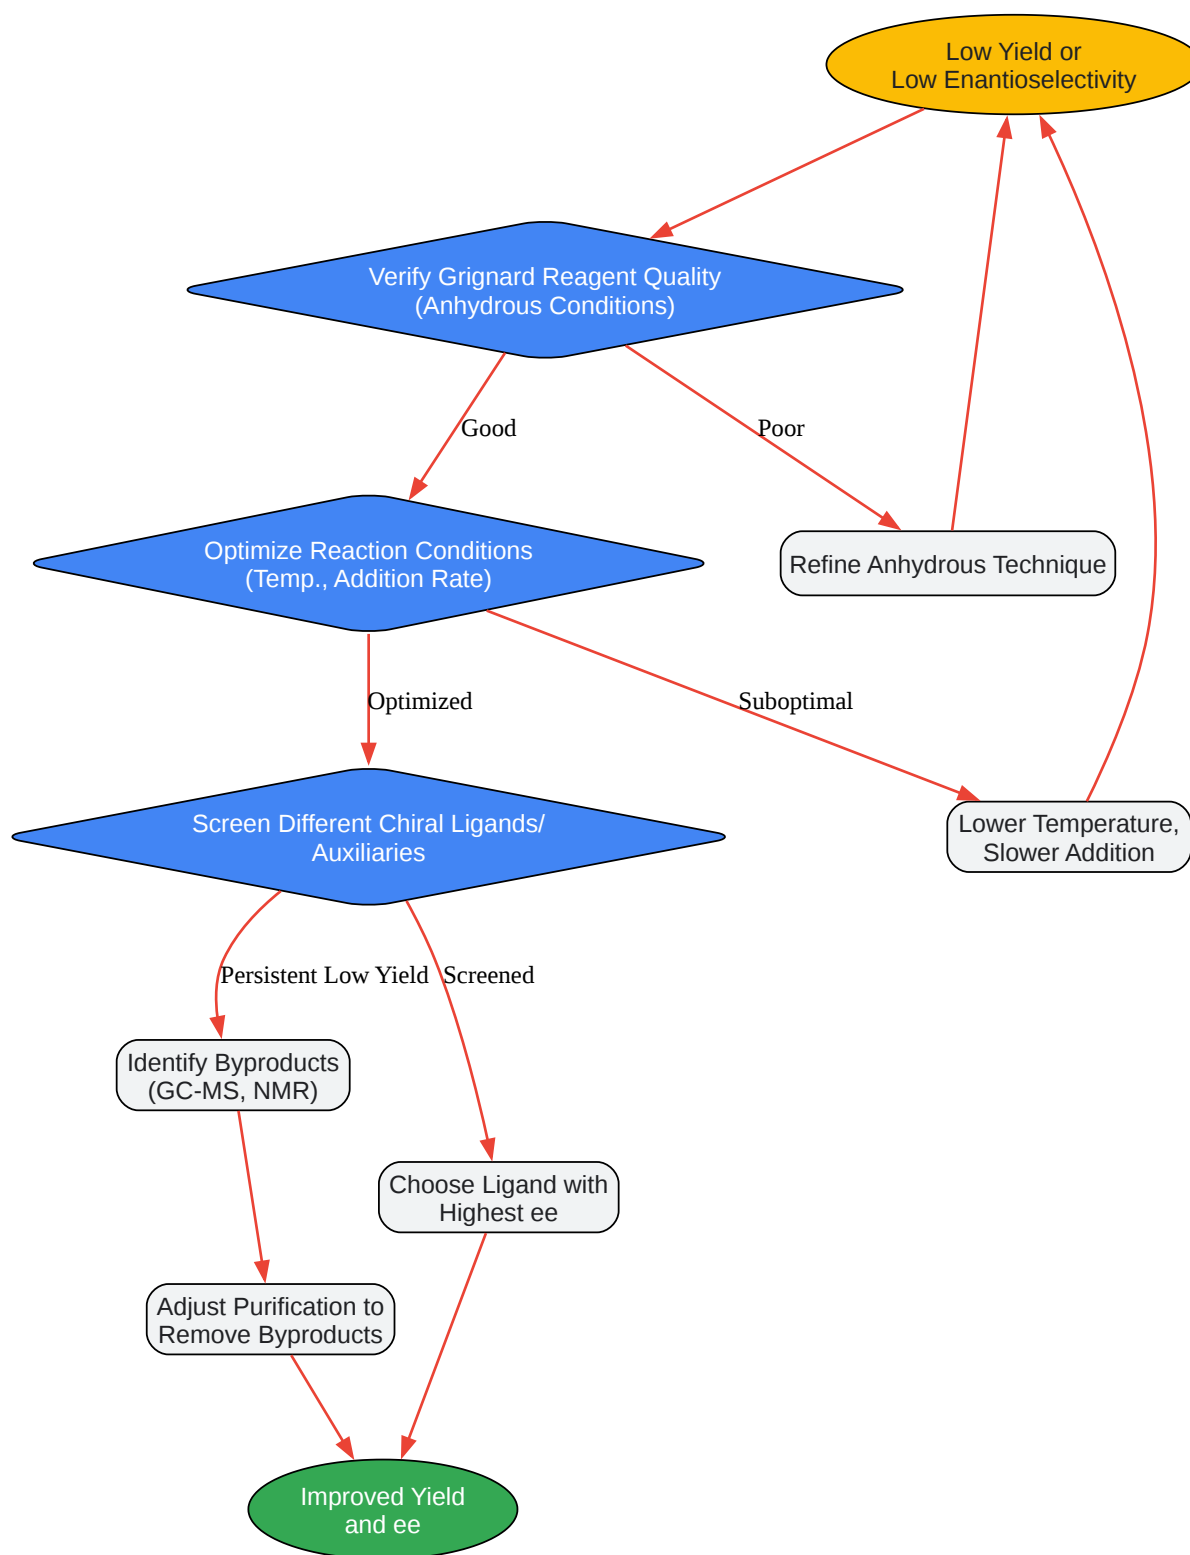 Low Yield or
Low Enantioselectivity
Verify Grignard Reagent Quality
(Anhydrous Conditions)
Good
Poor
Optimize Reaction Conditions
(Temp., Addition Rate)
Refine Anhydrous Technique
Optimized
Suboptimal
Screen Different Chiral Ligands/
Auxiliaries
Lower Temperature,
Slower Addition
Persistent Low Yield
Screened
Identify Byproducts
(GC-MS, NMR)
Choose Ligand with
Highest ee
Adjust Purification to
Remove Byproducts
Improved Yield
and ee